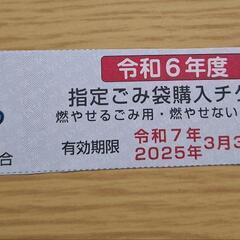 令和6年度
指定ごみ袋購入チケ
燃やせるごみ用・燃やせない
合
有効期限 令和7年
2025年3月3